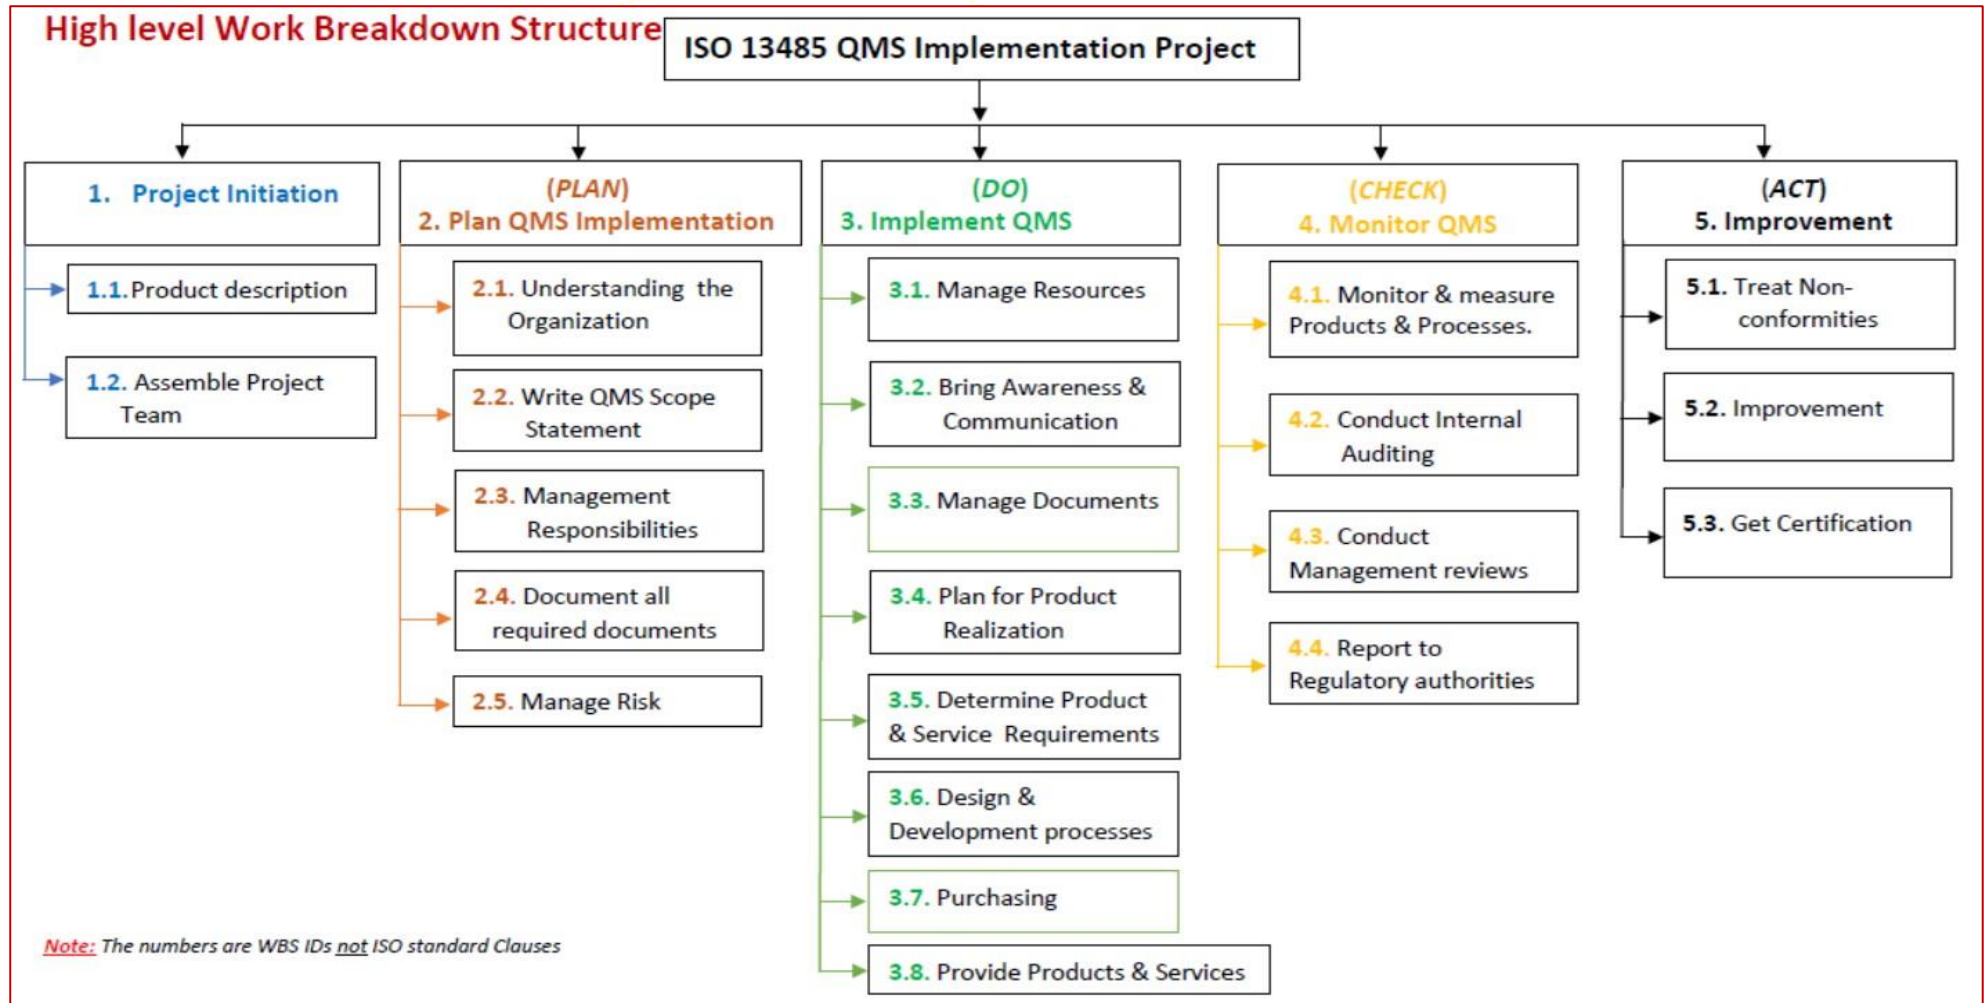 High level Work Breakdown Structure
ISO 13485 QMS Implementation Project
1. Project Initiation
1.1.Product description
1.2. Assemble Project
Team
(PLAN)
2. Plan QMS Implementation
2.1. Understanding the
Organization
2.2. Write QMS Scope
Statement
2.3. Management
Responsibilities
2.4. Document all
required documents
2.5. Manage Risk
(DO)
3. Implement QMS
3.1. Manage Resources
3.2. Bring Awareness &
Communication
3.3. Manage Documents
3.4. Plan for Product
Realization
3.5. Determine Product
& Service Requirements
3.6. Design &
Development processes
3.7. Purchasing
3.8. Provide Products & Services
(CHECK)
4. Monitor QMS
4.1. Monitor & measure
Products & Processes.
4.2. Conduct Internal
Auditing
4.3. Conduct
Management reviews
4.4. Report to
Regulatory authorities
(ACT)
5. Improvement
5.1. Treat Non-
conformities
5.2. Improvement
5.3. Get Certification
Note: The numbers are WBS IDs not ISO standard Clauses